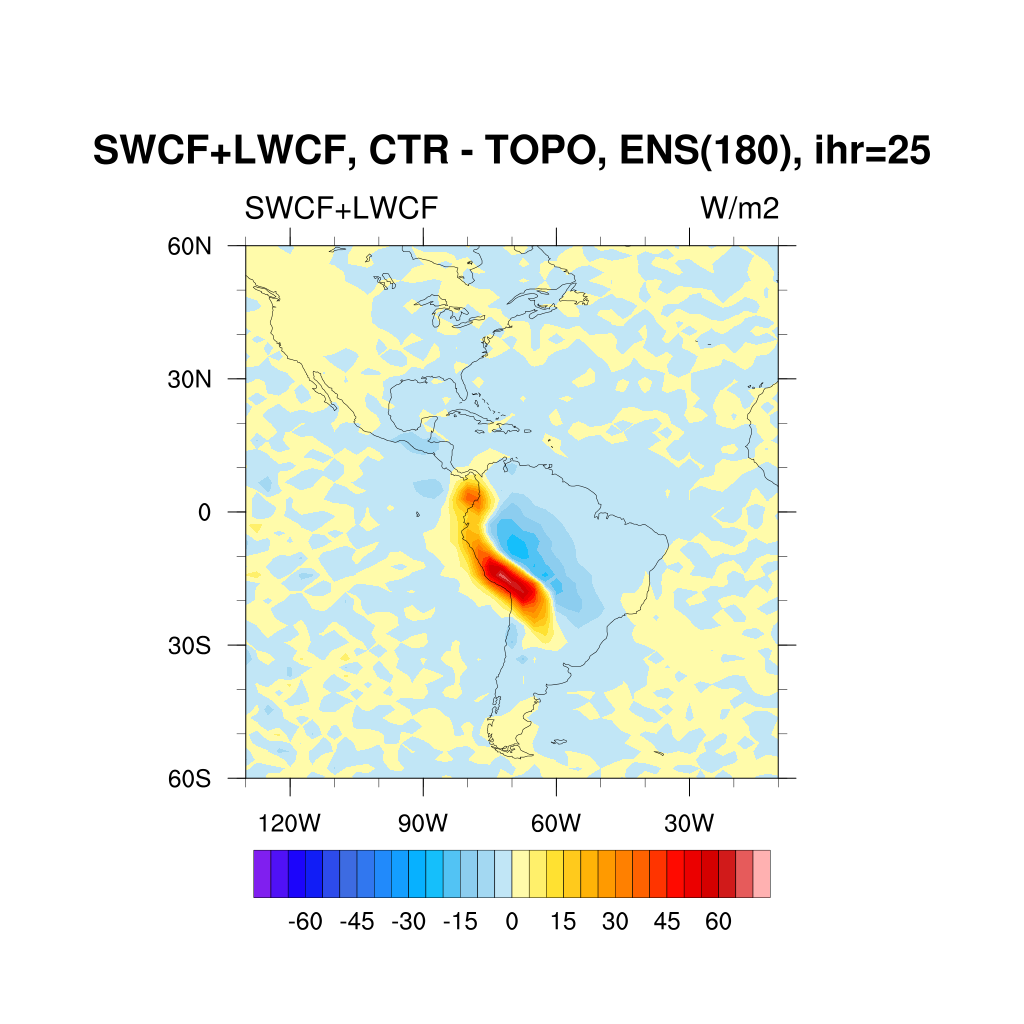 SWCF+LWCF, CTR - TOPO, ENS(180), ihr=25
SWCF+LWCF W/m2
60N
30N
0
30S
60S
120W 90W 60W 30W
-60 -45 -30 -15 0 15 30 45 60